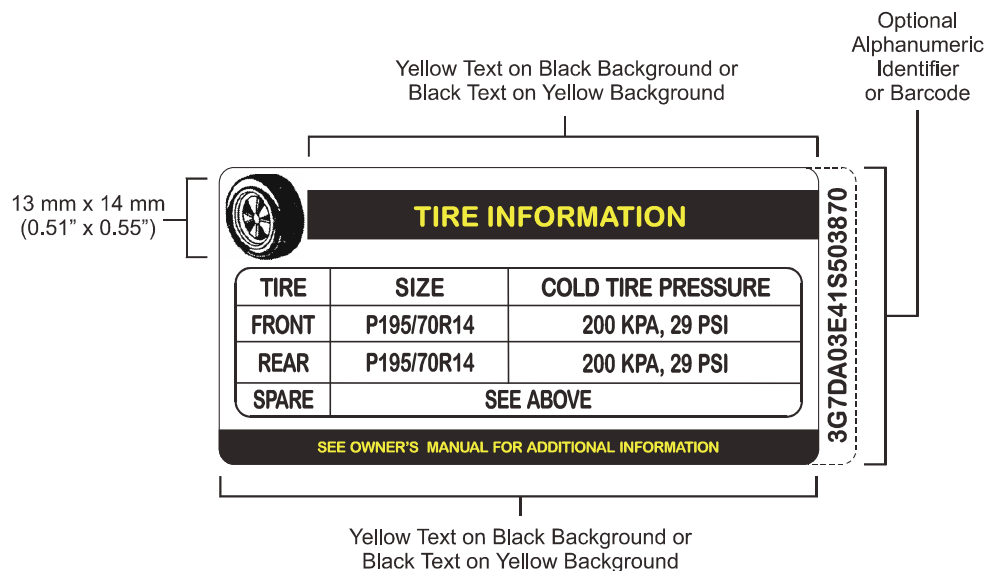 Optional
Alphanumeric
Identifier
or Barcode
Yellow Text on Black Background or
Black Text on Yellow Background
13 mm x 14 mm
(0.51” x 0.55”)
TIRE INFORMATION
TIRE SIZE COLD TIRE PRESSURE
FRONT P195/70R14 200 KPA, 29 PSI
REAR P195/70R14 200 KPA, 29 PSI
SPARE SEE ABOVE
SEE OWNER’S MANUAL FOR ADDITIONAL INFORMATION
3G7DA03E41S503870
Yellow Text on Black Background or
Black Text on Yellow Background